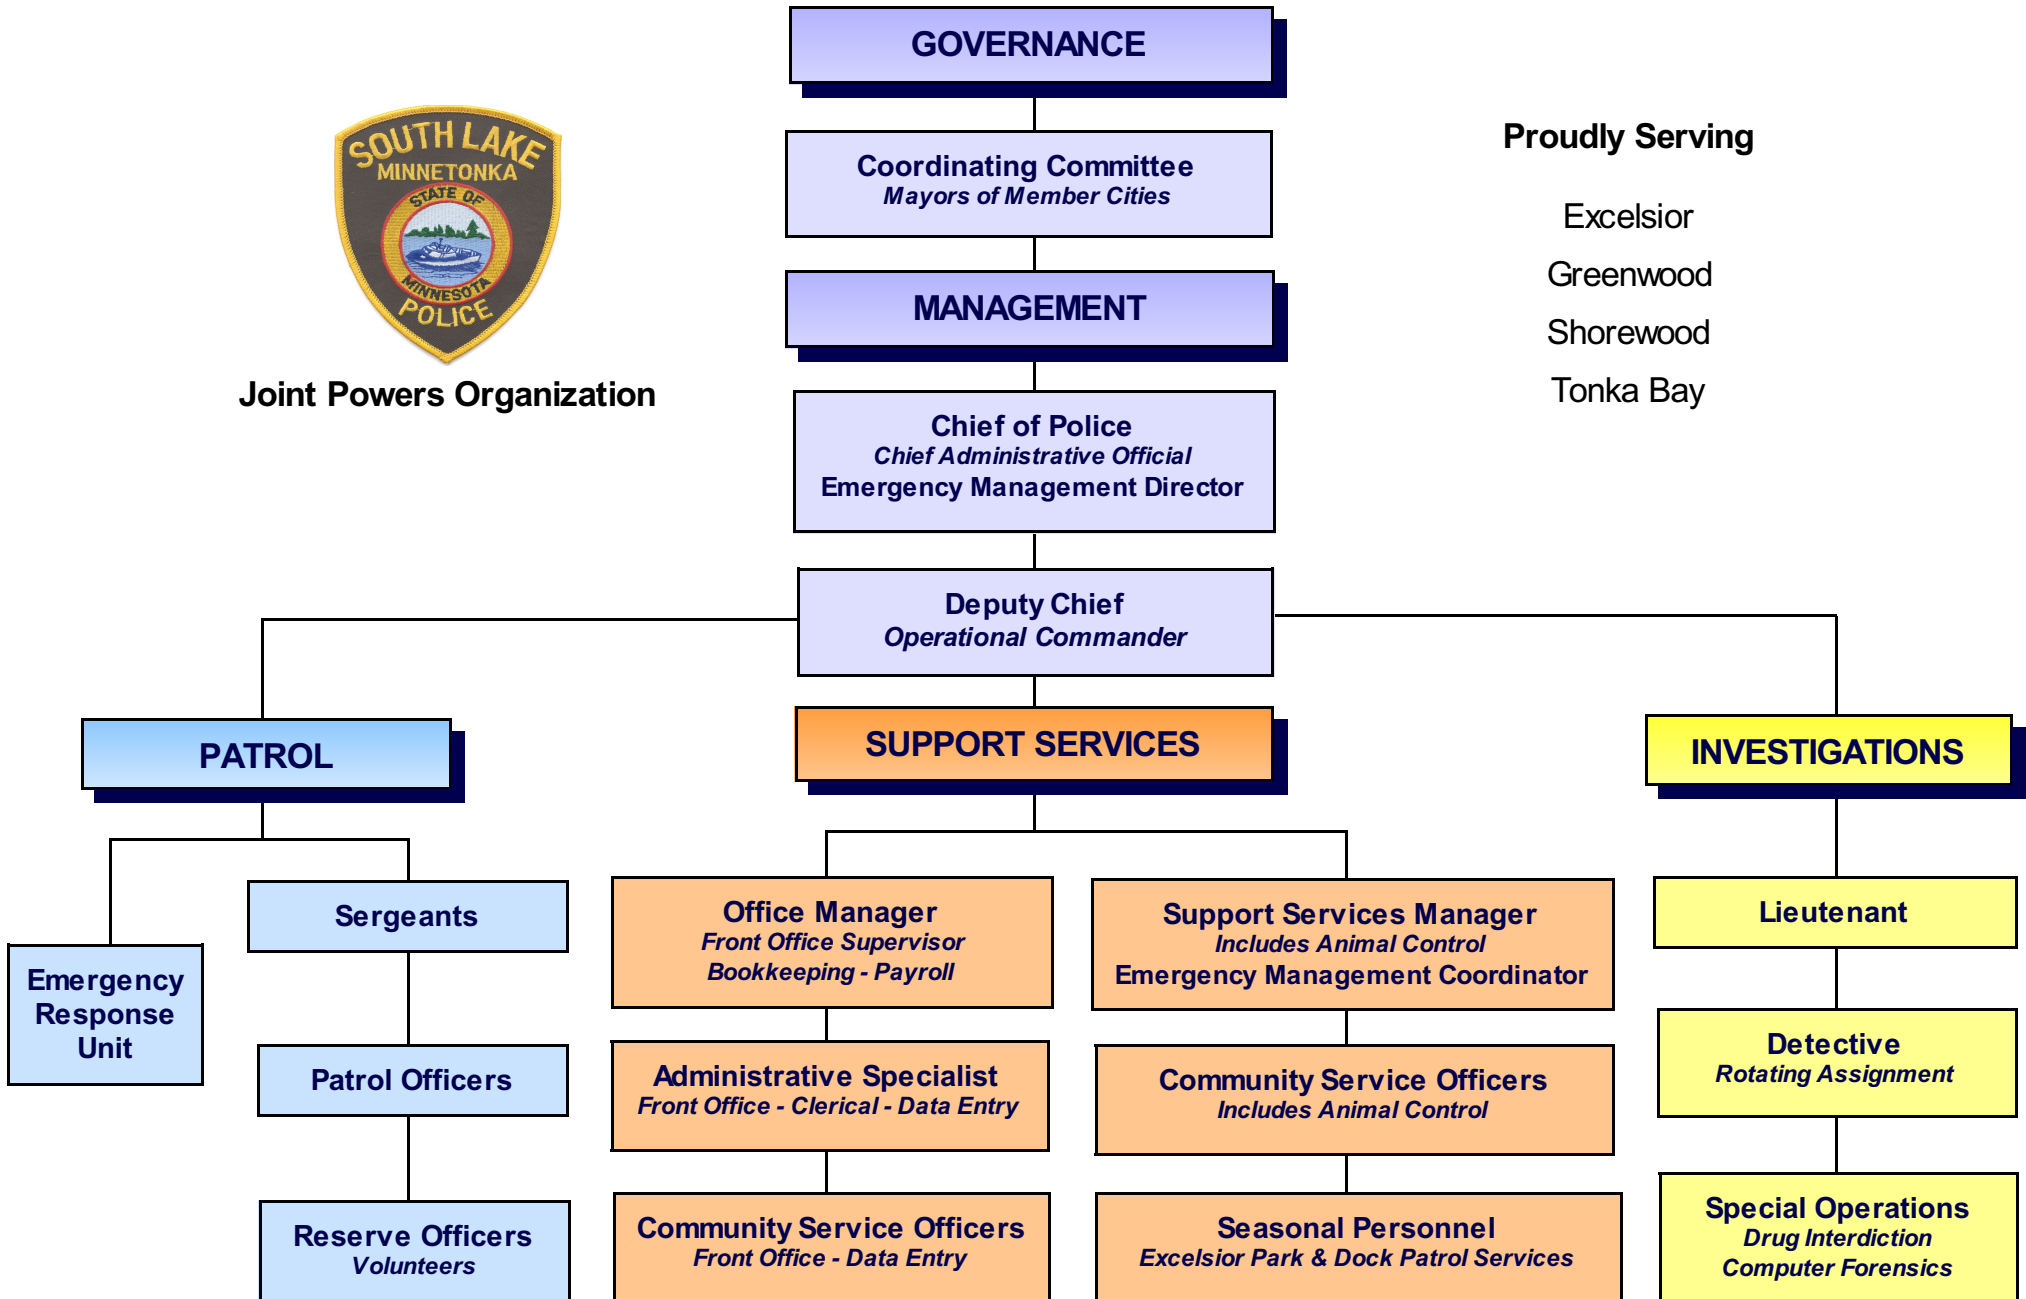 GOVERNANCE
SOUTH LAKE
MINNETONKA
STATE OF
MINNESOTA
POLICE
Joint Powers Organization
Coordinating Committee
Mayors of Member Cities
Proudly Serving
Excelsior
Greenwood
Shorewood
Tonka Bay
MANAGEMENT
Chief of Police
Chief Administrative Official
Emergency Management Director
Deputy Chief
Operational Commander
PATROL
SUPPORT SERVICES
INVESTIGATIONS
Emergency
Response
Unit
Sergeants
Patrol Officers
Reserve Officers
Volunteers
Office Manager
Front Office Supervisor
Bookkeeping - Payroll
Administrative Specialist
Front Office - Clerical - Data Entry
Community Service Officers
Front Office - Data Entry
Support Services Manager
Includes Animal Control
Emergency Management Coordinator
Community Service Officers
Includes Animal Control
Seasonal Personnel
Excelsior Park & Dock Patrol Services
Lieutenant
Detective
Rotating Assignment
Special Operations
Drug Interdiction
Computer Forensics